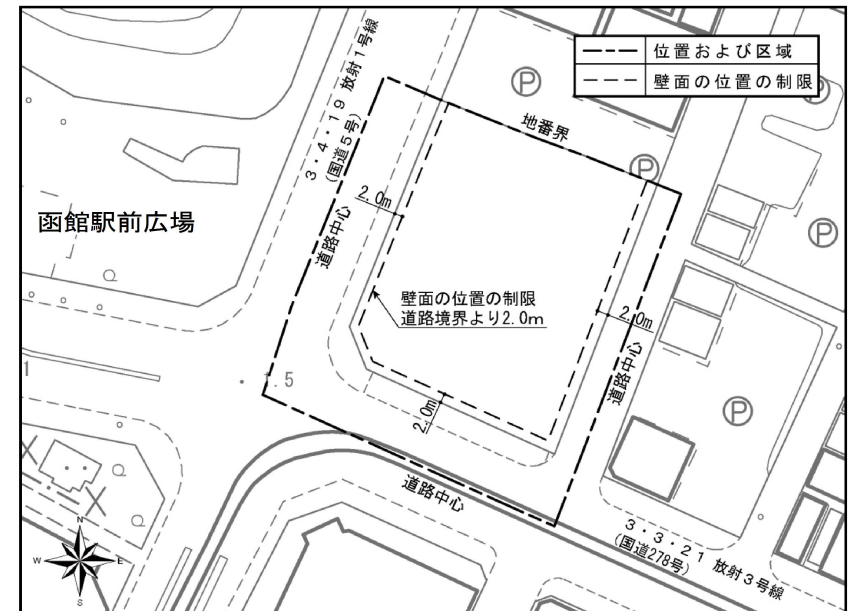 位置および区域
壁面の位置の制限
3・4・19 放射1号線
(国道5号)
地番界
Ⓟ
Ⓟ
Ⓟ
Ⓟ
Ⓟ
函館駅前広場
2.0m
道路中心
壁面の位置の制限
道路境界より2.0m
2.0m
道路中心
.5
2.0m
道路中心
3・3・21 放射3号線
(国道278号)
N
W
E
S